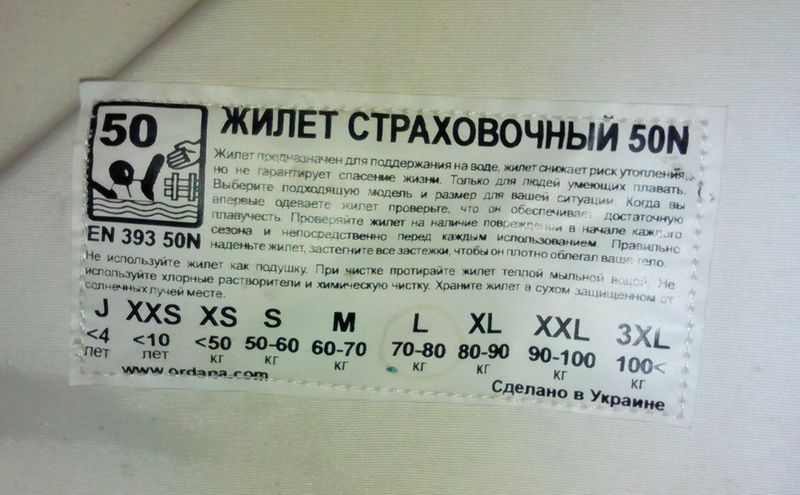 50
ЖИЛЕТ СТРАХОВОЧНЫЙ 50N
Жилет предназначен для поддержания на воде, жилет снижает риск утопления,
но не гарантирует спасение жизни. Только для людей умеющих плавать.
Выберите подходящую модель и размер для вашей ситуации. Когда вы
впервые одеваете жилет проверьте, что он обеспечивает достаточную
плавучесть. Проверяйте жилет на наличие повреждений в начале каждого
сезона и непосредственно перед каждым использованием. Правильно
наденьте жилет, застегните все застежки, чтобы он плотно облегал ваше тело.
EN 393 50N
Не используйте жилет как подушку. При чистке протирайте жилет теплой мыльной водой. Не
используйте хлорные растворители и химическую чистку. Храните жилет в сухом защищенном от
солнечных лучей месте.
J XXS XS S M L XL XXL 3XL
<4 <10 <50 50-60 60-70 70-80 80-90 90-100 100<
лет лет кг кг кг кг кг кг кг
www.ordana.com
Сделано в Украине